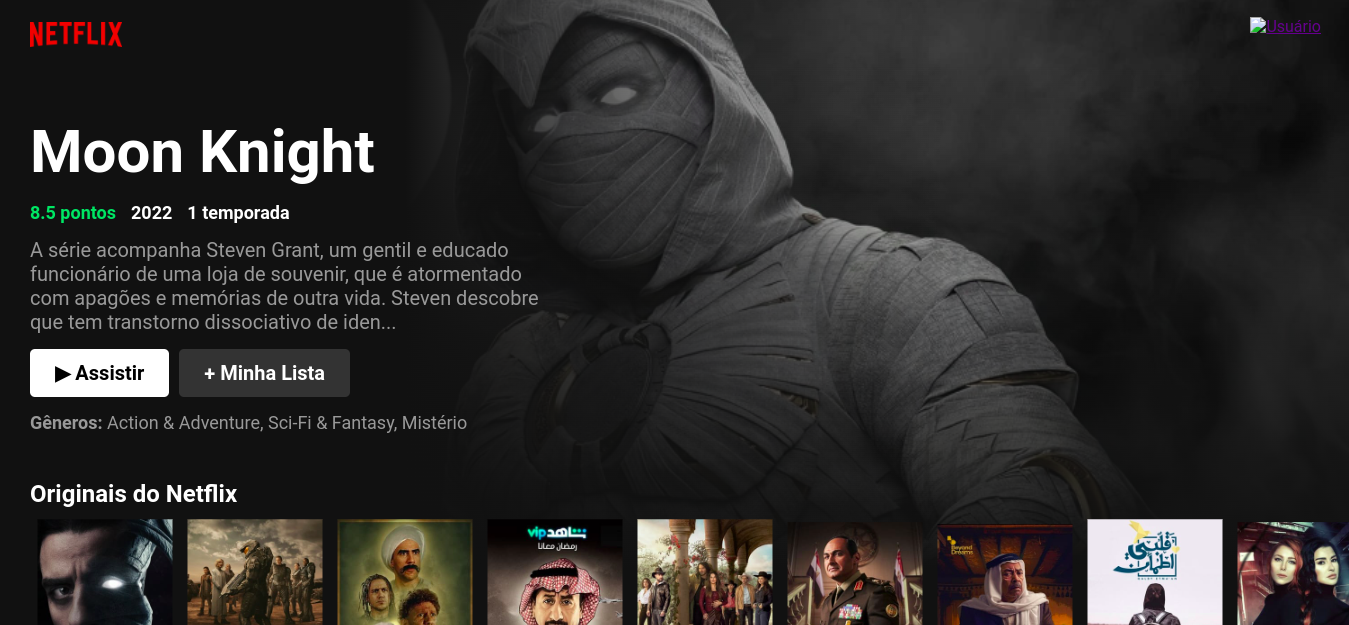 NETFLIX
Usuário
Moon Knight
8.5 pontos 2022 1 temporada
A série acompanha Steven Grant, um gentil e educado
funcionário de uma loja de souvenir, que é atormentado
com apagões e memórias de outra vida. Steven descobre
que tem transtorno dissociativo de iden...
▶ Assistir
+ Minha Lista
Gêneros: Action & Adventure, Sci-Fi & Fantasy, Mistério
Originais do Netflix
شاهد vip
رمضان معانا
Beyond
Dreams